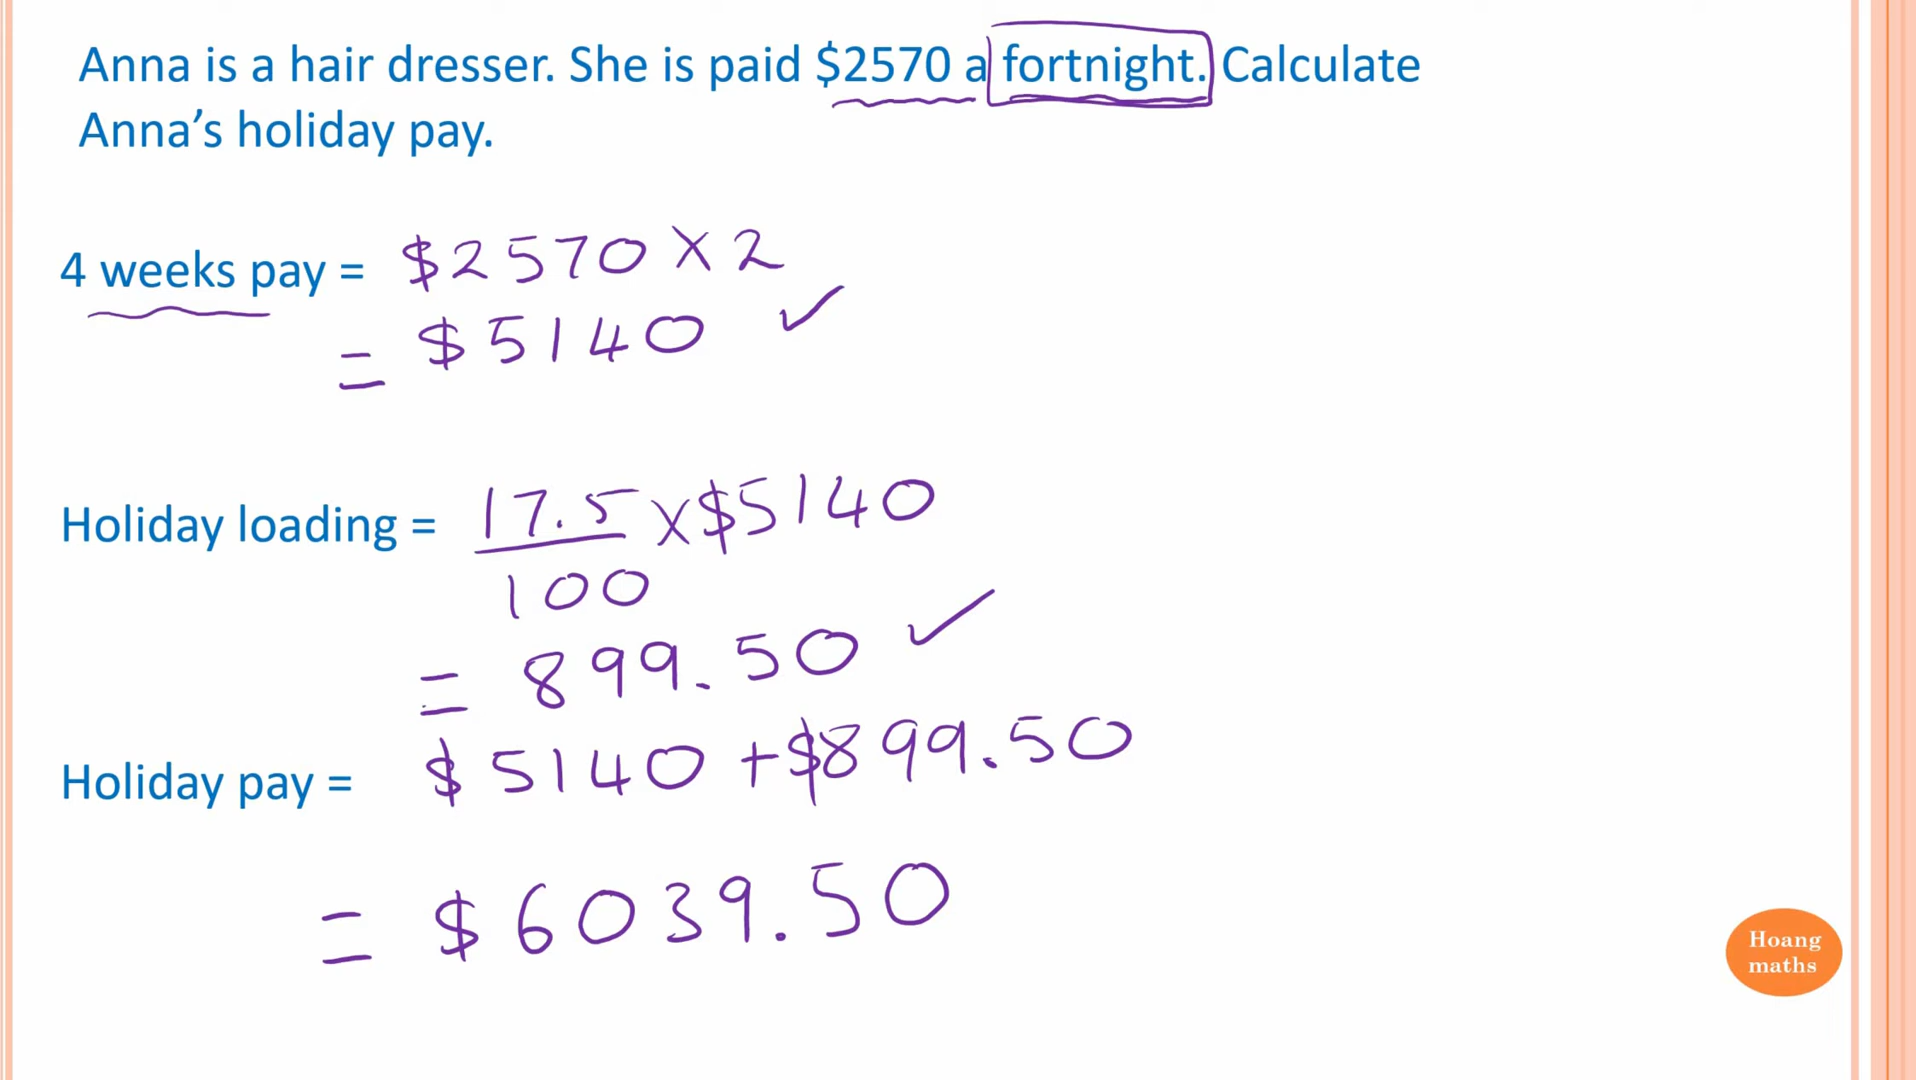 Anna is a hair dresser. She is paid $2570 a fortnight. Calculate
Anna’s holiday pay.
4 weeks pay = $2570 X 2
= $5140 ✓
Holiday loading = 17.5/100 X $5140
= 899.50 ✓
Holiday pay = $5140 + $899.50
= $6039.50
Hoang
maths